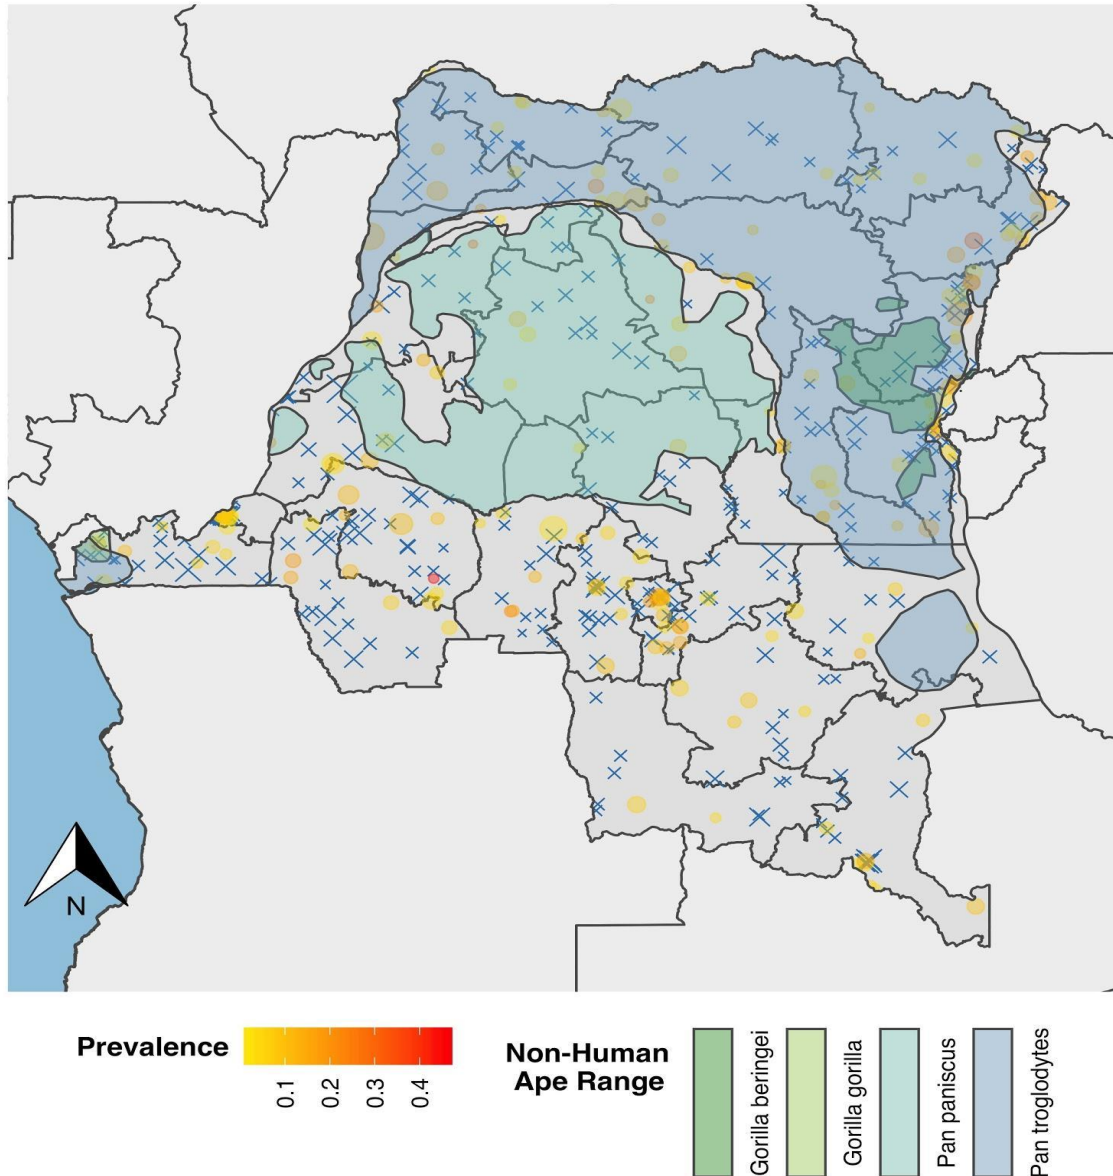 N
Prevalence
0.1
0.2
0.3
0.4
Non-Human
Ape Range
Gorilla beringei
Gorilla gorilla
Pan paniscus
Pan troglodytes